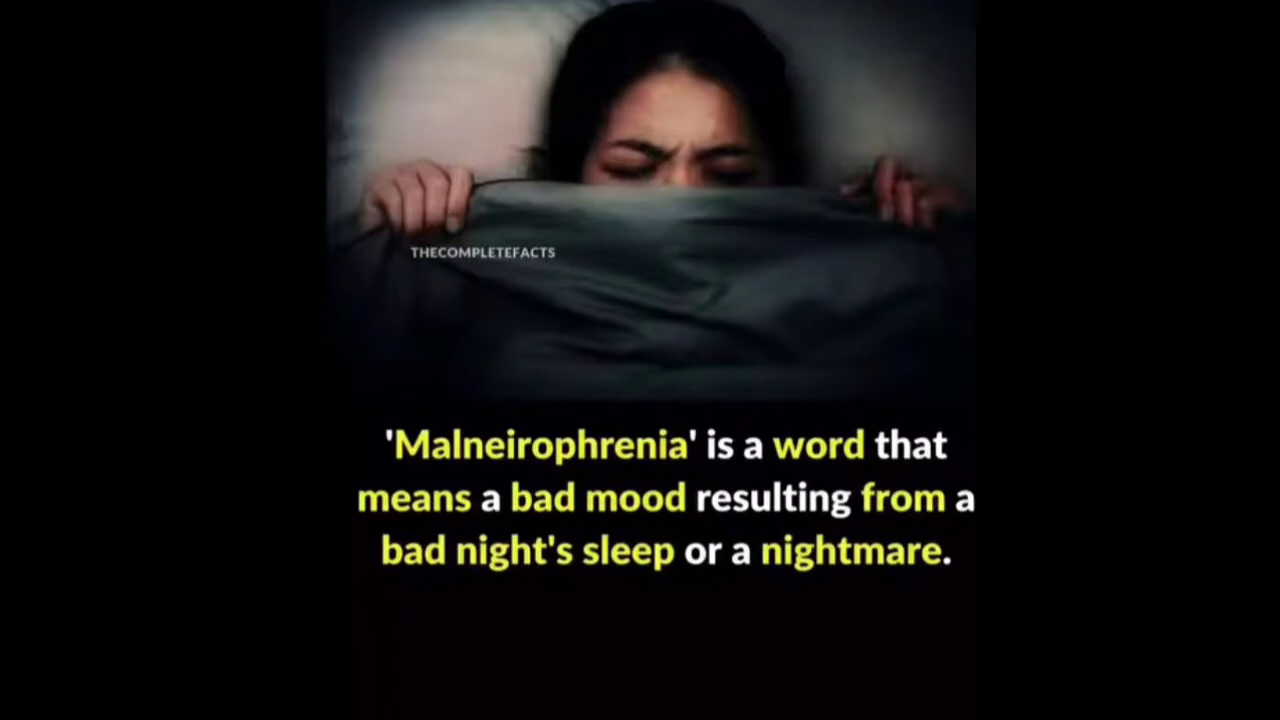 THECOMPLETEFACTS
'Malneirophrenia' is a word that
means a bad mood resulting from a
bad night's sleep or a nightmare.